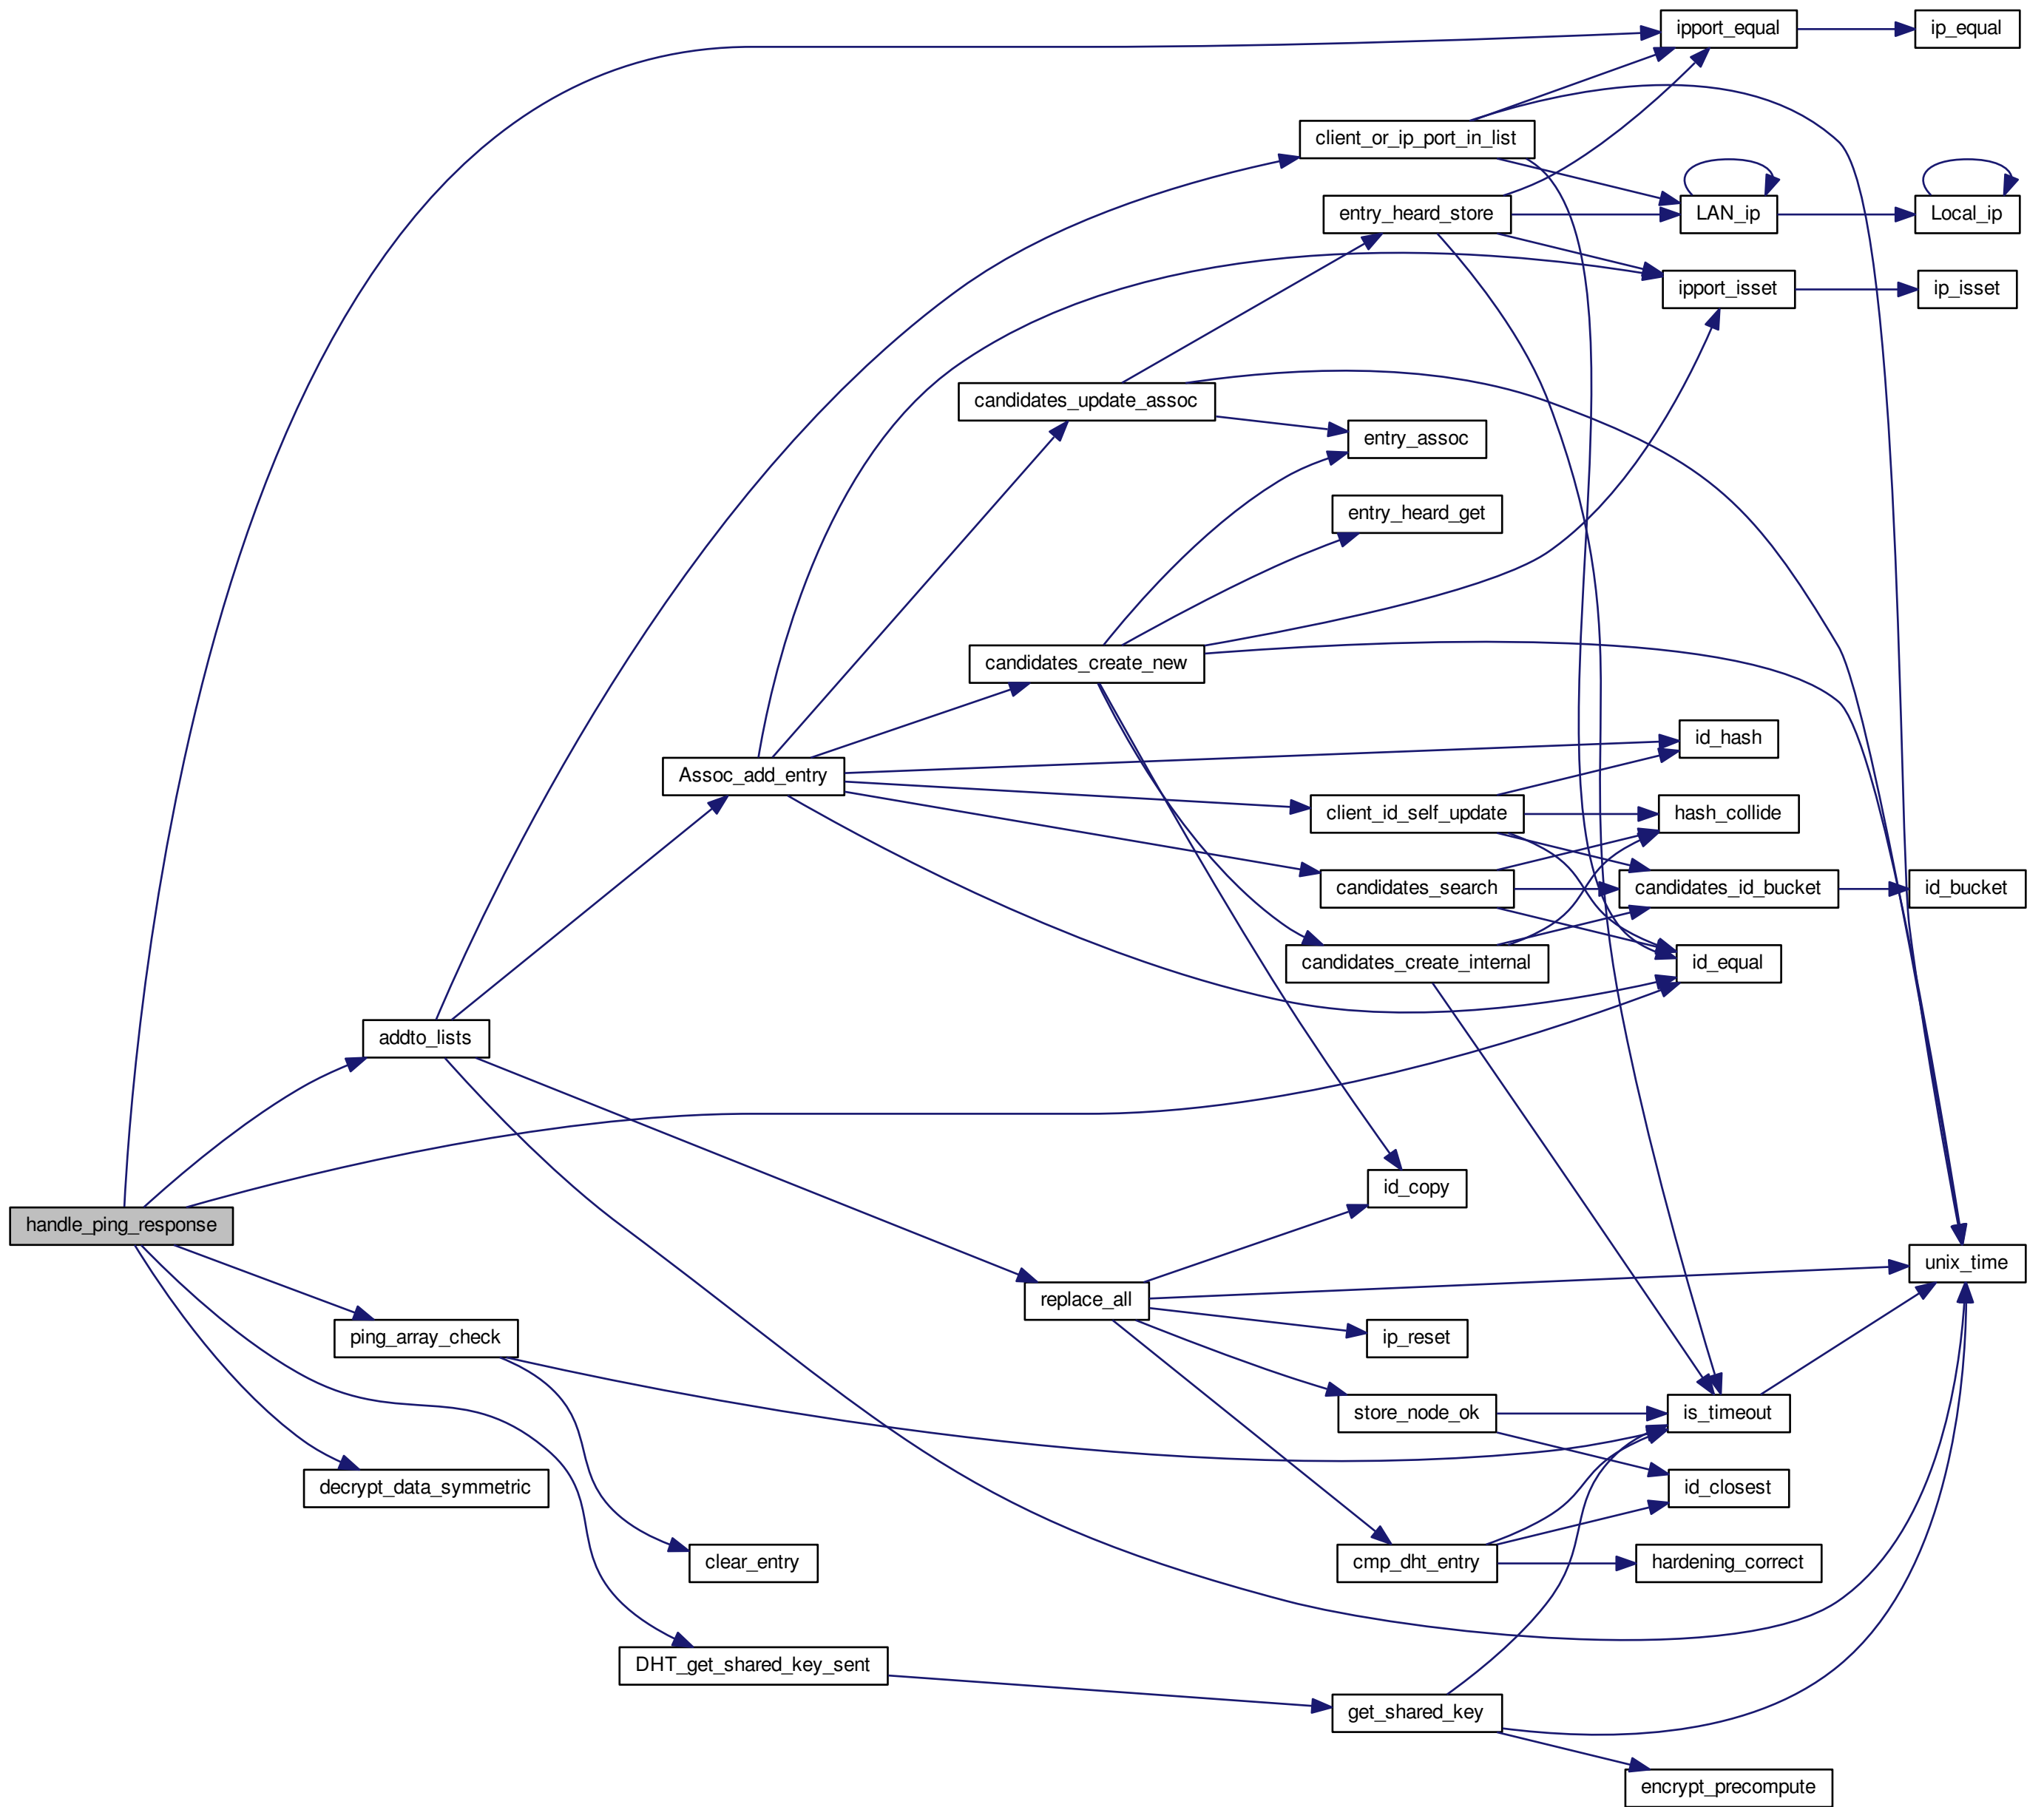 ipport_equal
ip_equal
client_or_ip_port_in_list
entry_heard_store
LAN_ip
Local_ip
ipport_isset
ip_isset
candidates_update_assoc
entry_assoc
entry_heard_get
candidates_create_new
id_hash
Assoc_add_entry
client_id_self_update
hash_collide
candidates_search
candidates_id_bucket
id_bucket
candidates_create_internal
id_equal
addto_lists
id_copy
handle_ping_response
unix_time
replace_all
ping_array_check
ip_reset
store_node_ok
is_timeout
decrypt_data_symmetric
id_closest
clear_entry
cmp_dht_entry
hardening_correct
DHT_get_shared_key_sent
get_shared_key
encrypt_precompute